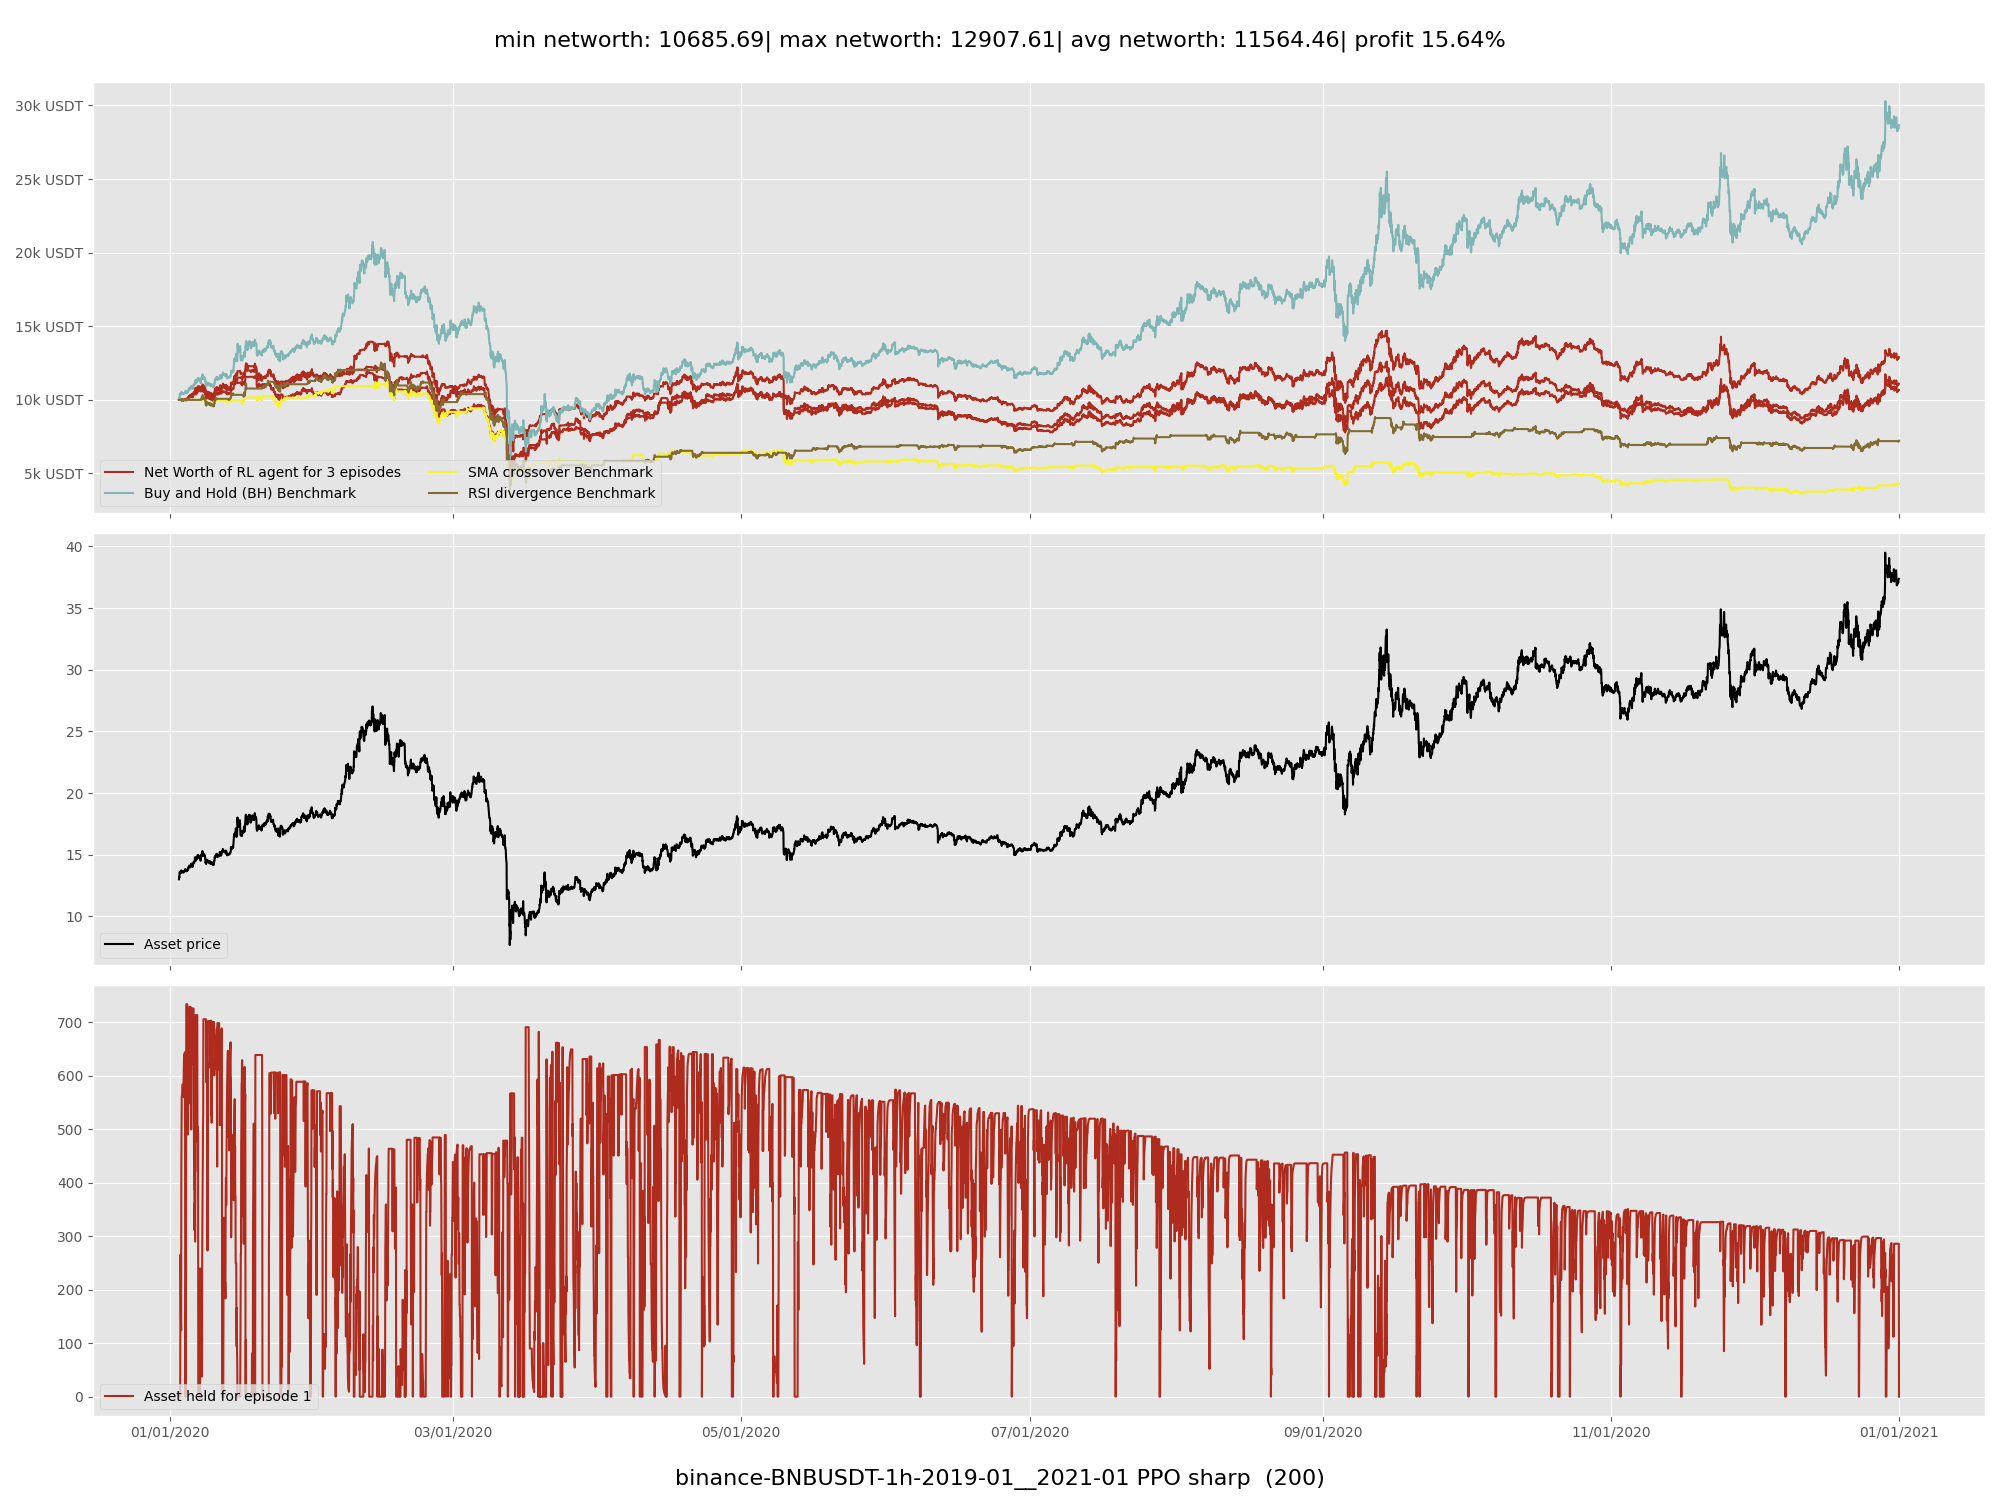 min networth: 10685.69| max networth: 12907.61| avg networth: 11564.46| profit 15.64%
30k USDT
25k USDT
20k USDT
15k USDT
10k USDT
5k USDT
Net Worth of RL agent for 3 episodes
Buy and Hold (BH) Benchmark
SMA crossover Benchmark
RSI divergence Benchmark
40
35
30
25
20
15
10
Asset price
700
600
500
400
300
200
100
0
Asset held for episode 1
01/01/2020
03/01/2020
05/01/2020
07/01/2020
09/01/2020
11/01/2020
01/01/2021
binance-BNBUSDT-1h-2019-01__2021-01 PPO sharp  (200)